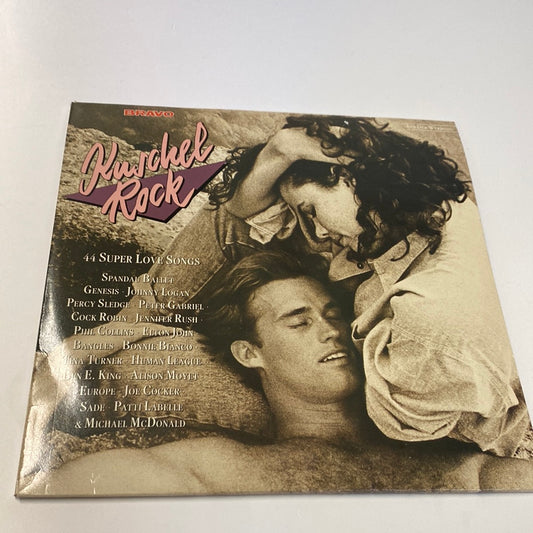 BRAVO
Kuschel
Rock
44 Super Love Songs
Spandau Ballet
Genesis · Johnny Logan
Percy Sledge · Peter Gabriel
Cock Robin · Jennifer Rush
Phil Collins · Elton John
Bangles · Bonnie Bianco
Tina Turner · Human League
Ben E. King · Alison Moyet
Europe · Joe Cocker
Sade · Patti Labelle
& Michael McDonald